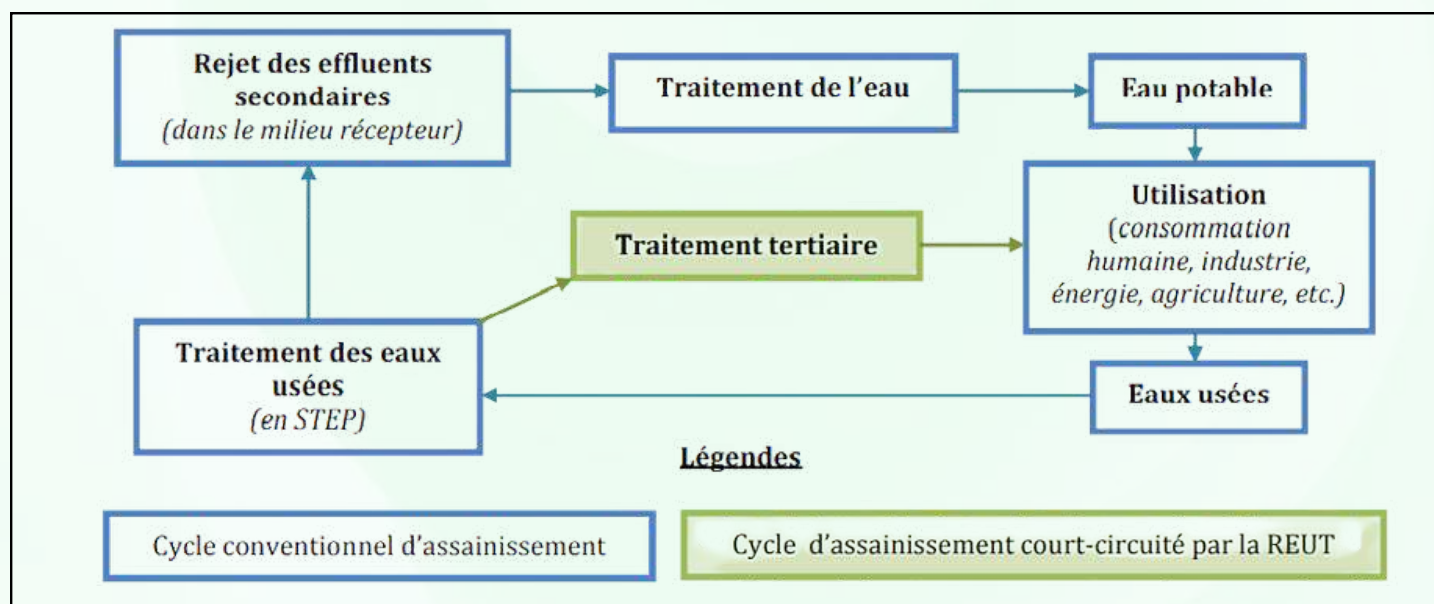 Rejet des effluents
secondaires
(dans le milieu récepteur)
Traitement de l'eau
Eau potable
Utilisation
(consommation
humaine, industrie,
énergie, agriculture, etc.)
Traitement tertiaire
Traitement des eaux
usées
(en STEP)
Eaux usées
Légendes
Cycle conventionnel d'assainissement
Cycle d'assainissement court-circuité par la REUT